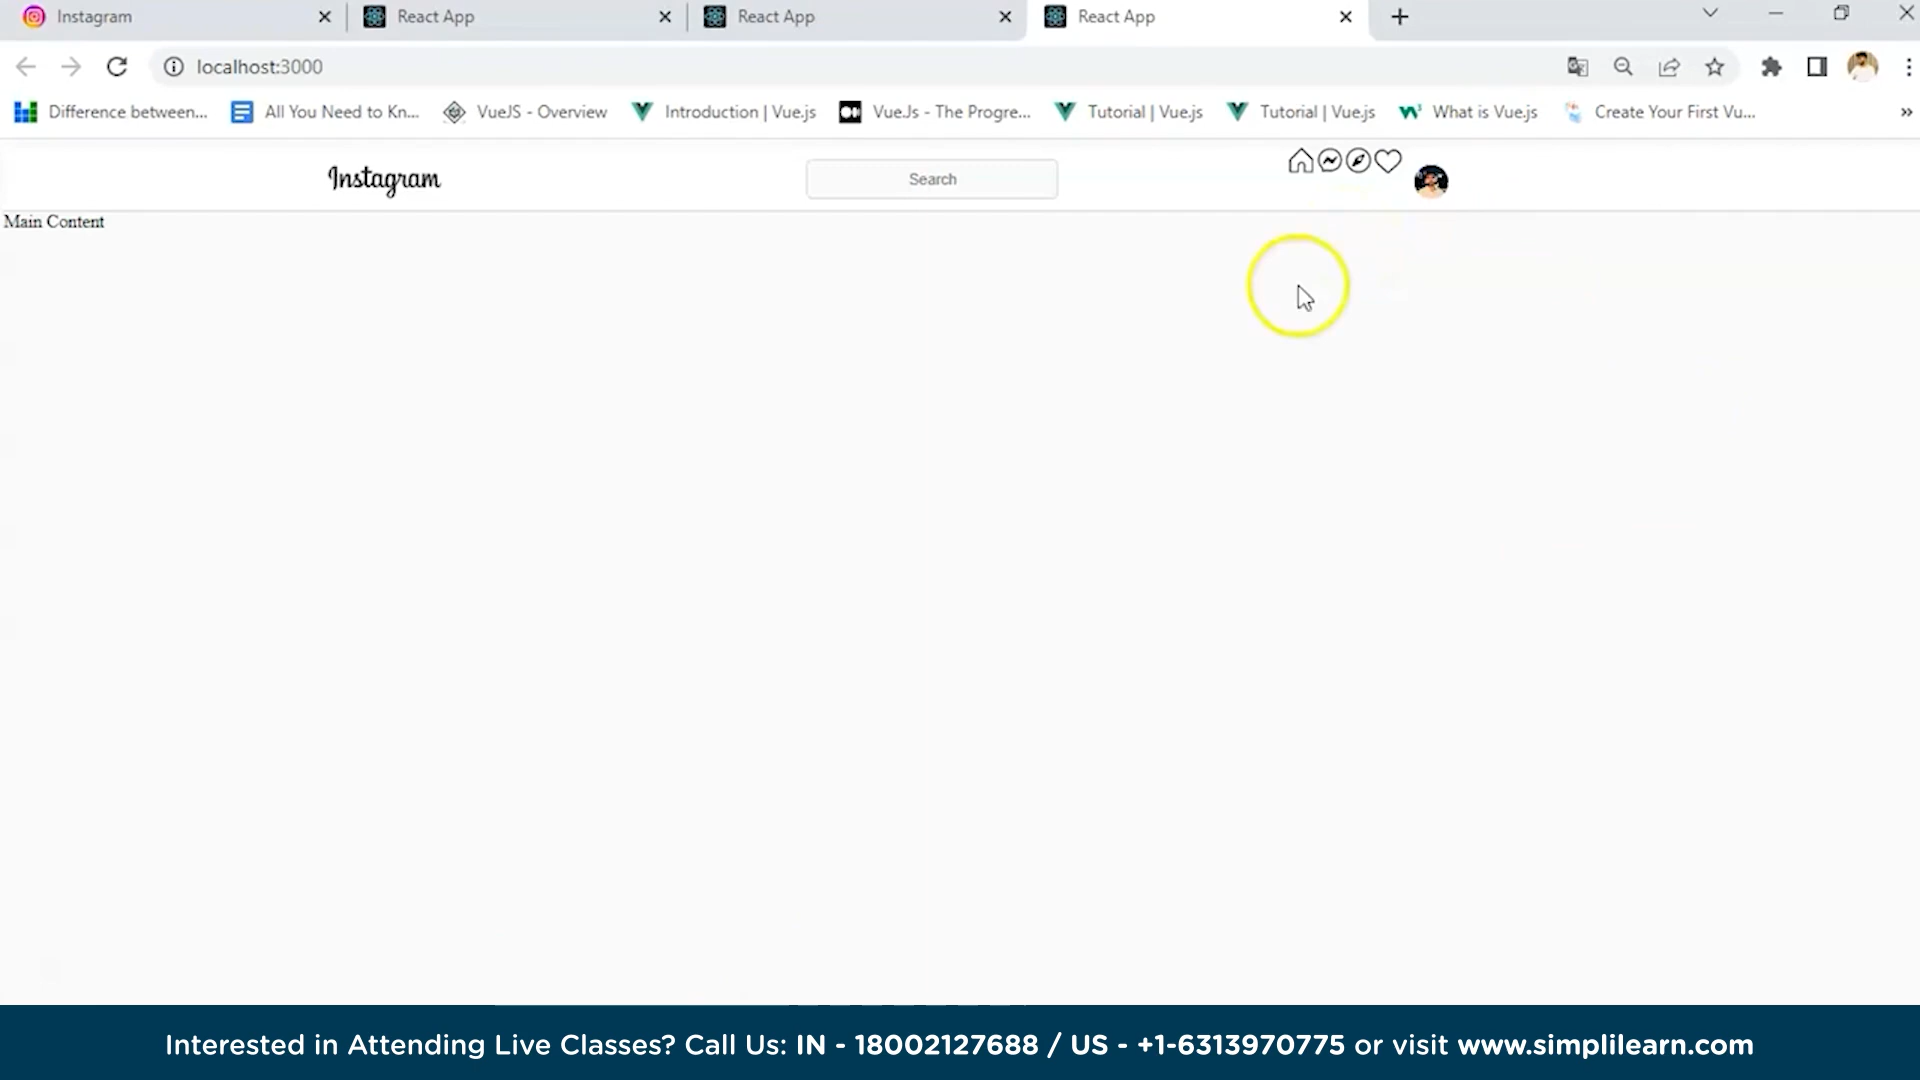 Instagram React App React App React App
localhost:3000
Difference between... All You Need to Kn... VueJS - Overview Introduction | Vue.js VueJs - The Progre... Tutorial | Vue.js Tutorial | Vue.js What is Vue.js Create Your First Vu...
Instagram Search
Main Content
Interested in Attending Live Classes? Call Us: IN - 18002127688 / US - +1-6313970775 or visit www.simplilearn.com